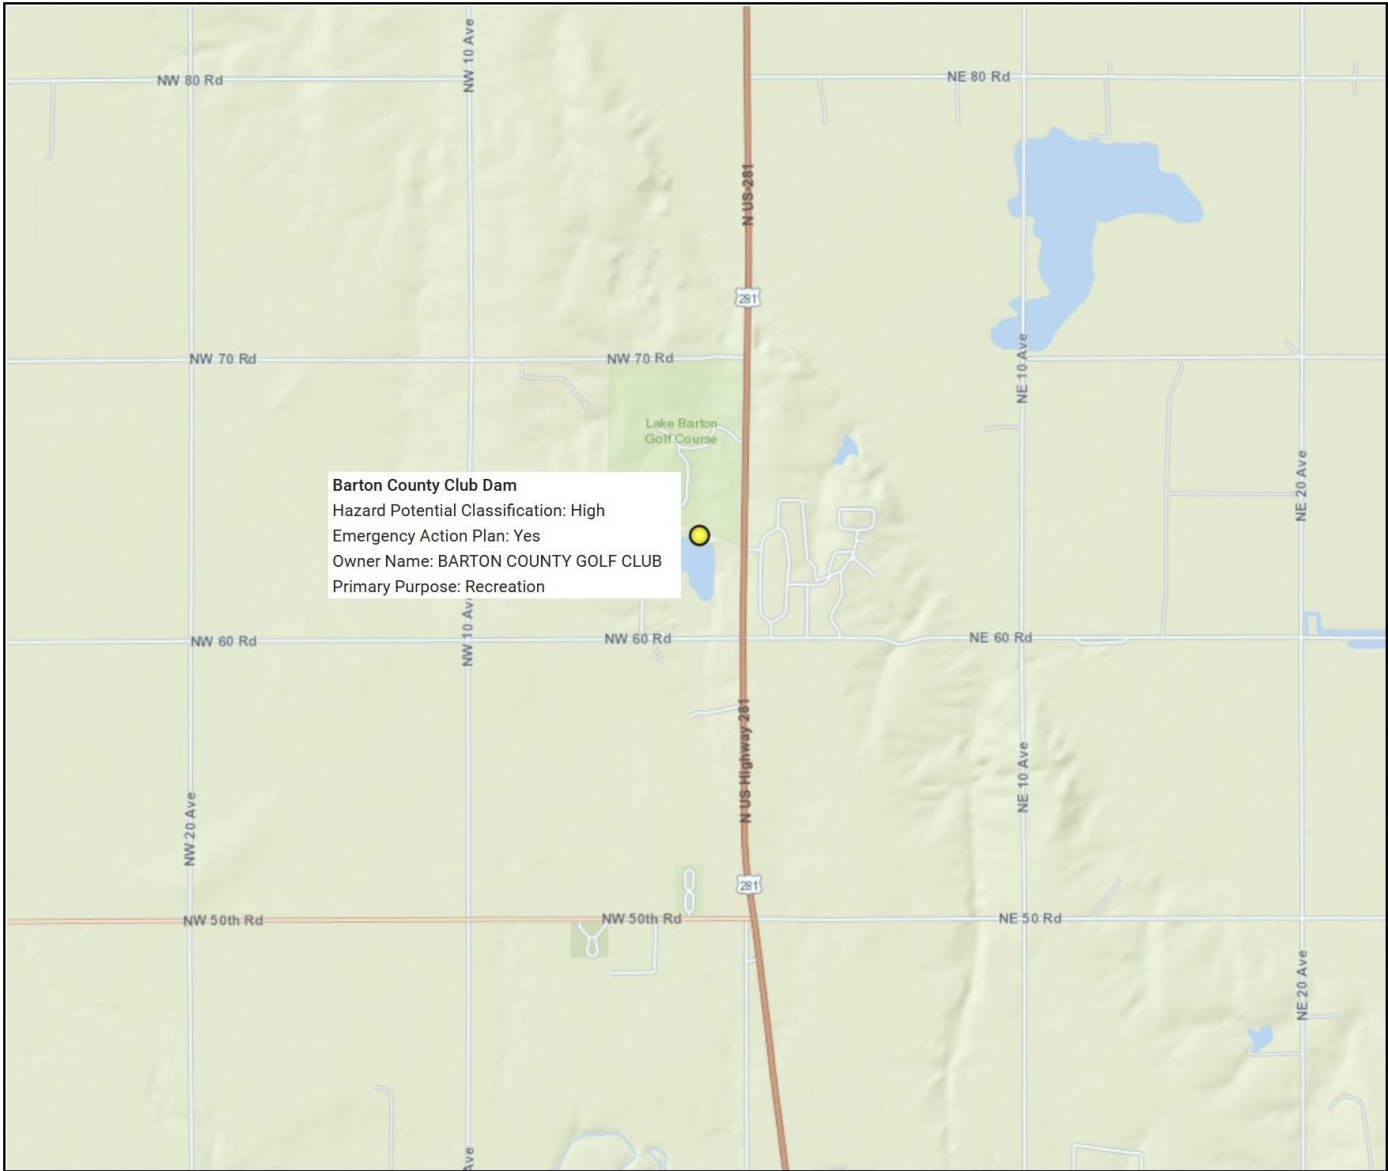 NW 10 Ave
NW 80 Rd
NE 80 Rd
N US-281
281
NW 70 Rd
NW 70 Rd
NE 10 Ave
Lake Barton
Golf Course
NE 20 Ave
Barton County Club Dam
Hazard Potential Classification: High
Emergency Action Plan: Yes
Owner Name: BARTON COUNTY GOLF CLUB
Primary Purpose: Recreation
NW 10 Ave
NW 60 Rd
NW 60 Rd
NE 60 Rd
N US Highway 281
NE 10 Ave
NW 20 Ave
281
NW 50th Rd
NW 50th Rd
NE 50 Rd
NE 20 Ave
Ave